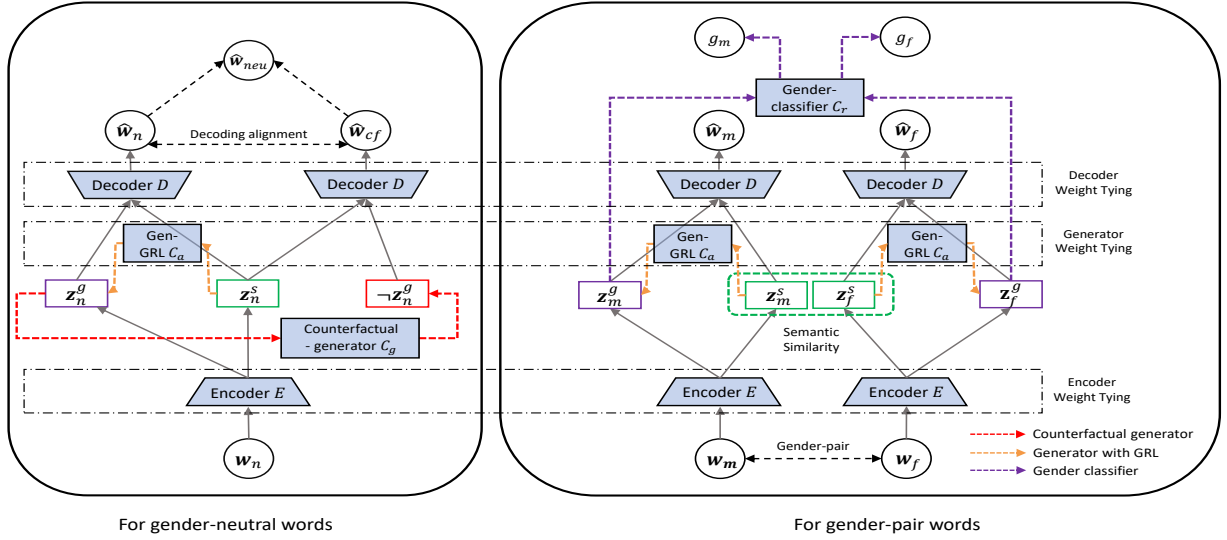 g_m
g_f
ŵ_neu
Gender-
classifier C_r
ŵ_n
Decoding alignment
ŵ_cf
ŵ_m
ŵ_f
Decoder D
Decoder D
Decoder D
Decoder D
Decoder
Weight Tying
Gen-
GRL C_a
Gen-
GRL C_a
Gen-
GRL C_a
Generator
Weight Tying
z_n^g
z_n^s
¬z_n^g
z_m^g
z_m^s
z_f^s
z_f^g
Counterfactual
- generator C_g
Semantic
Similarity
Encoder E
Encoder E
Encoder E
Encoder
Weight Tying
w_n
w_m
Gender-pair
w_f
Counterfactual generator
Generator with GRL
Gender classifier
For gender-neutral words
For gender-pair words